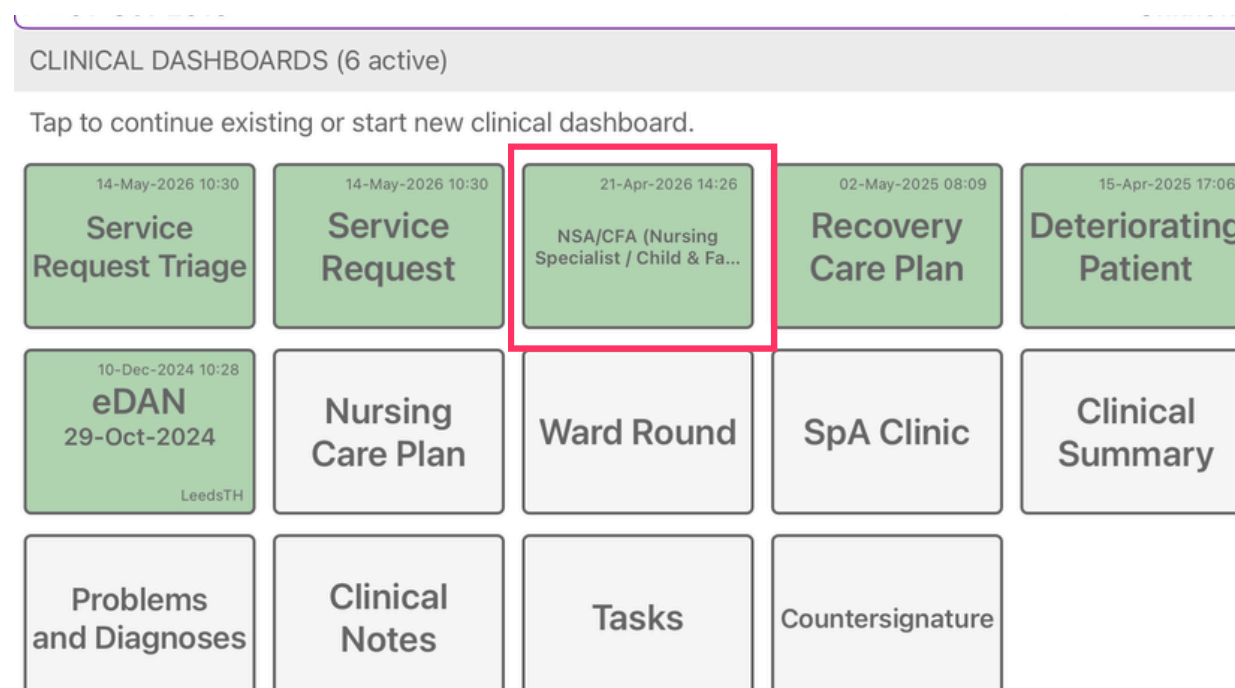 CLINICAL DASHBOARDS (6 active)
Tap to continue existing or start new clinical dashboard.
14-May-2026 10:30
Service
Request Triage
14-May-2026 10:30
Service
Request
21-Apr-2026 14:26
NSA/CFA (Nursing
Specialist / Child & Fa...
02-May-2025 08:09
Recovery
Care Plan
15-Apr-2025 17:06
Deteriorating
Patient
10-Dec-2024 10:28
eDAN
29-Oct-2024
LeedsTH
Nursing
Care Plan
Ward Round
SpA Clinic
Clinical
Summary
Problems
and Diagnoses
Clinical
Notes
Tasks
Countersignature